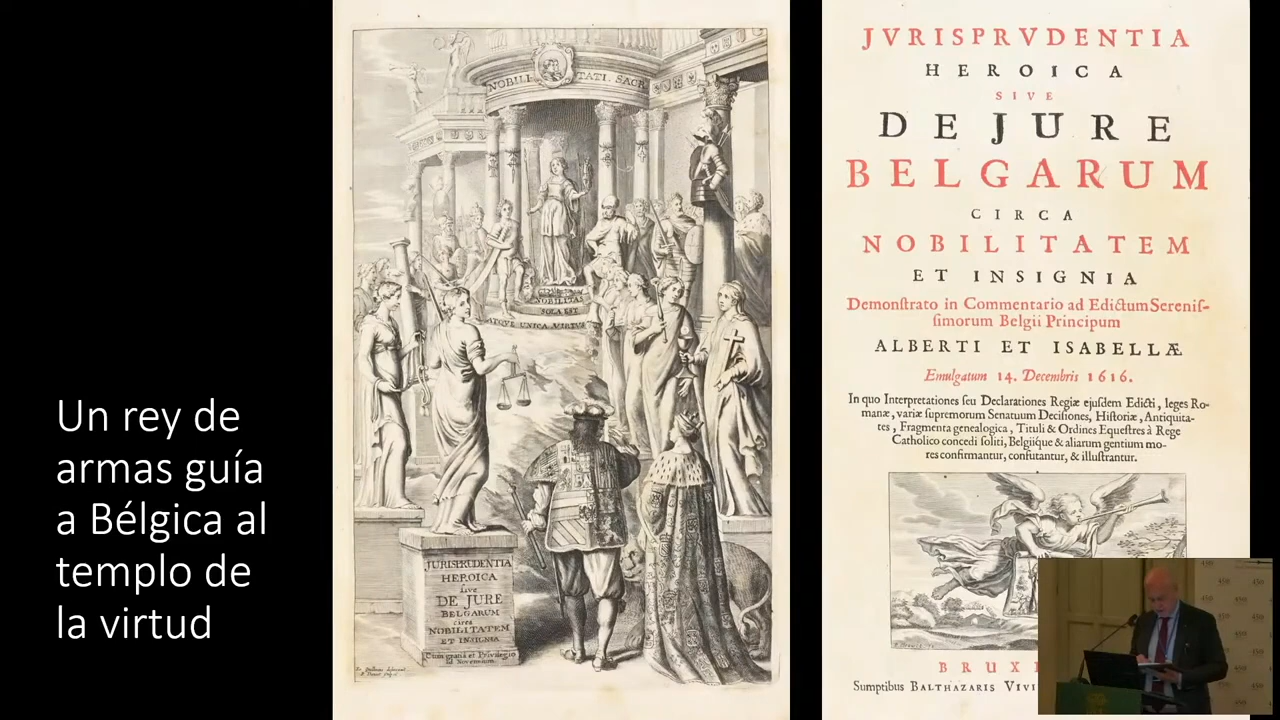 Un rey de
armas guía
a Bélgica al
templo de
la virtud
NOBILI TATI. SACR
NOBILITAS
SOLA EST
ATQUE UNICA VIRTUS
JURISPRUDENTIA
HEROICA
sive
DE JURE
BELGARUM
circa
NOBILITATEM
ET INSIGNIA
Cum gratia et Privilegio
JVRISPRVDENTIA
HEROICA
SIVE
DE JURE
BELGARUM
CIRCA
NOBILITATEM
ET INSIGNIA
Demonſtrato in Commentario ad Edictum Sereniſ-
ſimorum Belgii Principum
ALBERTI ET ISABELLÆ
Emulgatum 14. Decembris 1616.
In quo Interpretationes ſeu Declarationes Regiæ ejuſdem Edicti, leges Ro-
manæ, variæ ſupremorum Senatuum Deciſiones, Hiſtoriæ, Antiquita-
tes, Fragmenta genealogica, Tituli & Ordines Equeſtres à Rege
Catholico concedi ſoliti, Belgiique & aliarum gentium mo-
res confirmantur, confutantur, & illuſtrantur.
BRUX
Sumptibus BALTHAZARIS VIVI
450